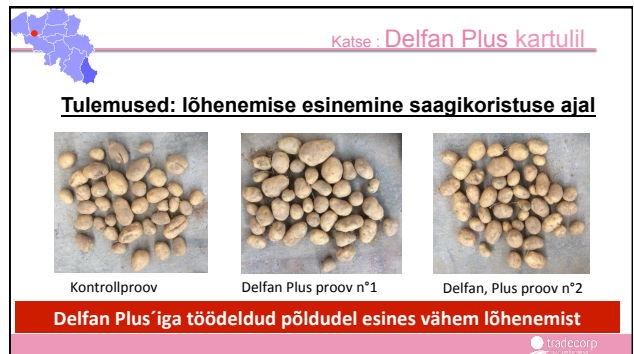 Katse : Delfan Plus kartulil
Tulemused: lõhenemise esinemine saagikoristuse ajal
Kontrollproov
Delfan Plus proov n°1
Delfan, Plus proov n°2
Delfan Plus´iga töödeldud põldudel esines vähem lõhenemist
tradecorp